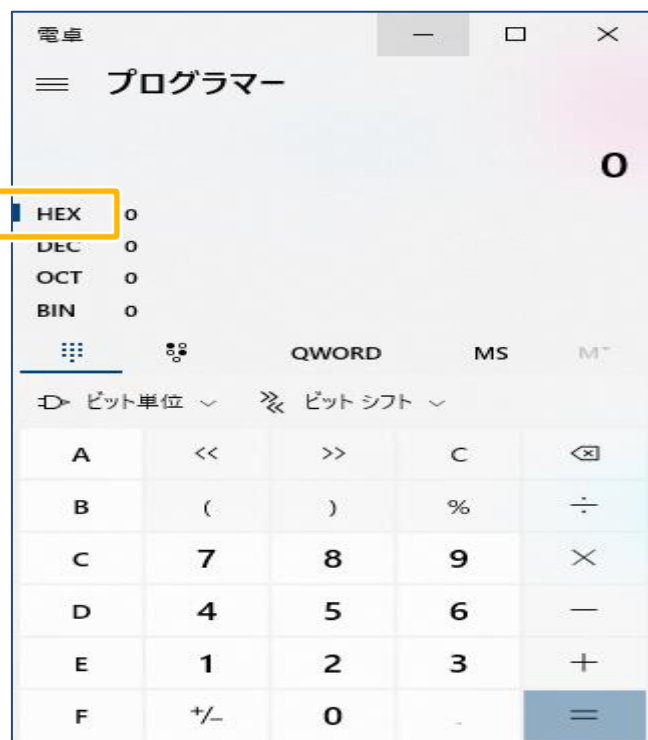 電卓
プログラマー
0
HEX 0
DEC 0
OCT 0
BIN 0
QWORD MS M
ビット単位 ビット シフト
A << >> C
B ( ) % ÷
C 7 8 9 ×
D 4 5 6 −
E 1 2 3 +
F +/− 0 . =